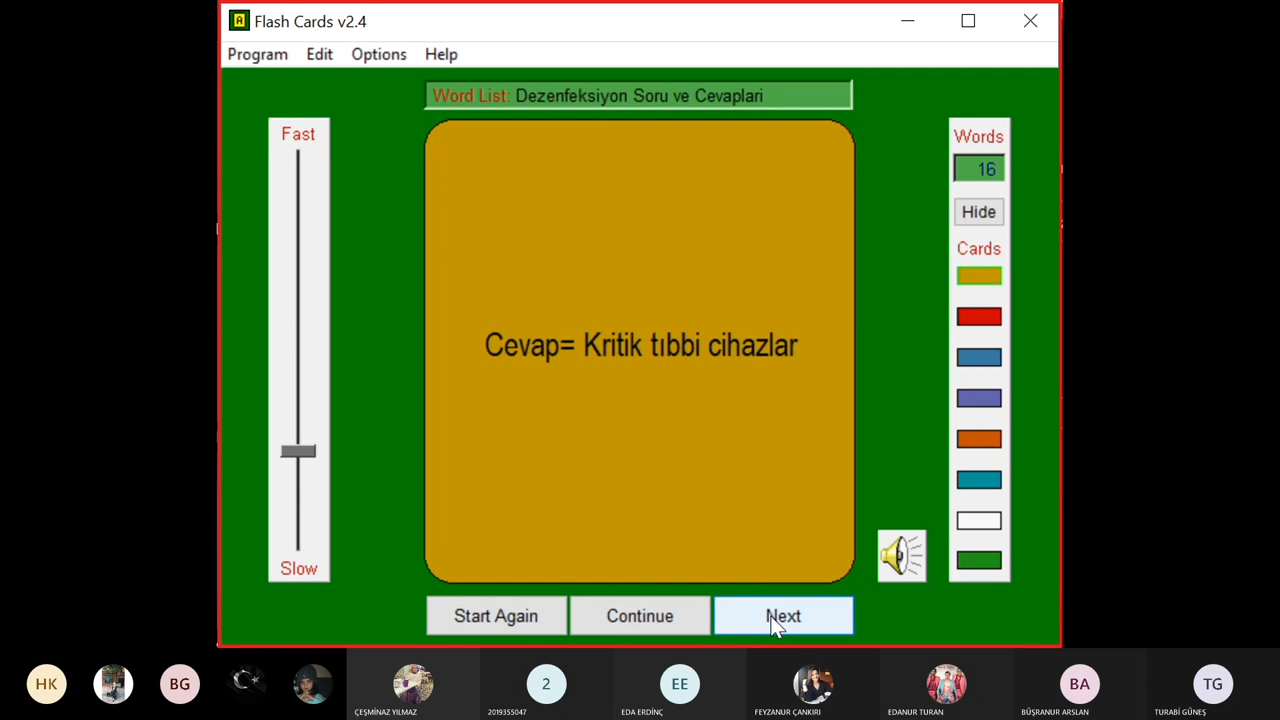 Flash Cards v2.4
Program Edit Options Help
Word List: Dezenfeksiyon Soru ve Cevaplari
Fast
Slow
Cevap= Kritik tıbbi cihazlar
Words
16
Hide
Cards
Start Again Continue Next
HK BG 2 EE BA TG
ÇEŞMİNAZ YILMAZ 2019355047 EDA ERDİNÇ FEYZANUR ÇANKIRI EDANUR TURAN BÜŞRANUR ARSLAN TURABİ GÜNEŞ